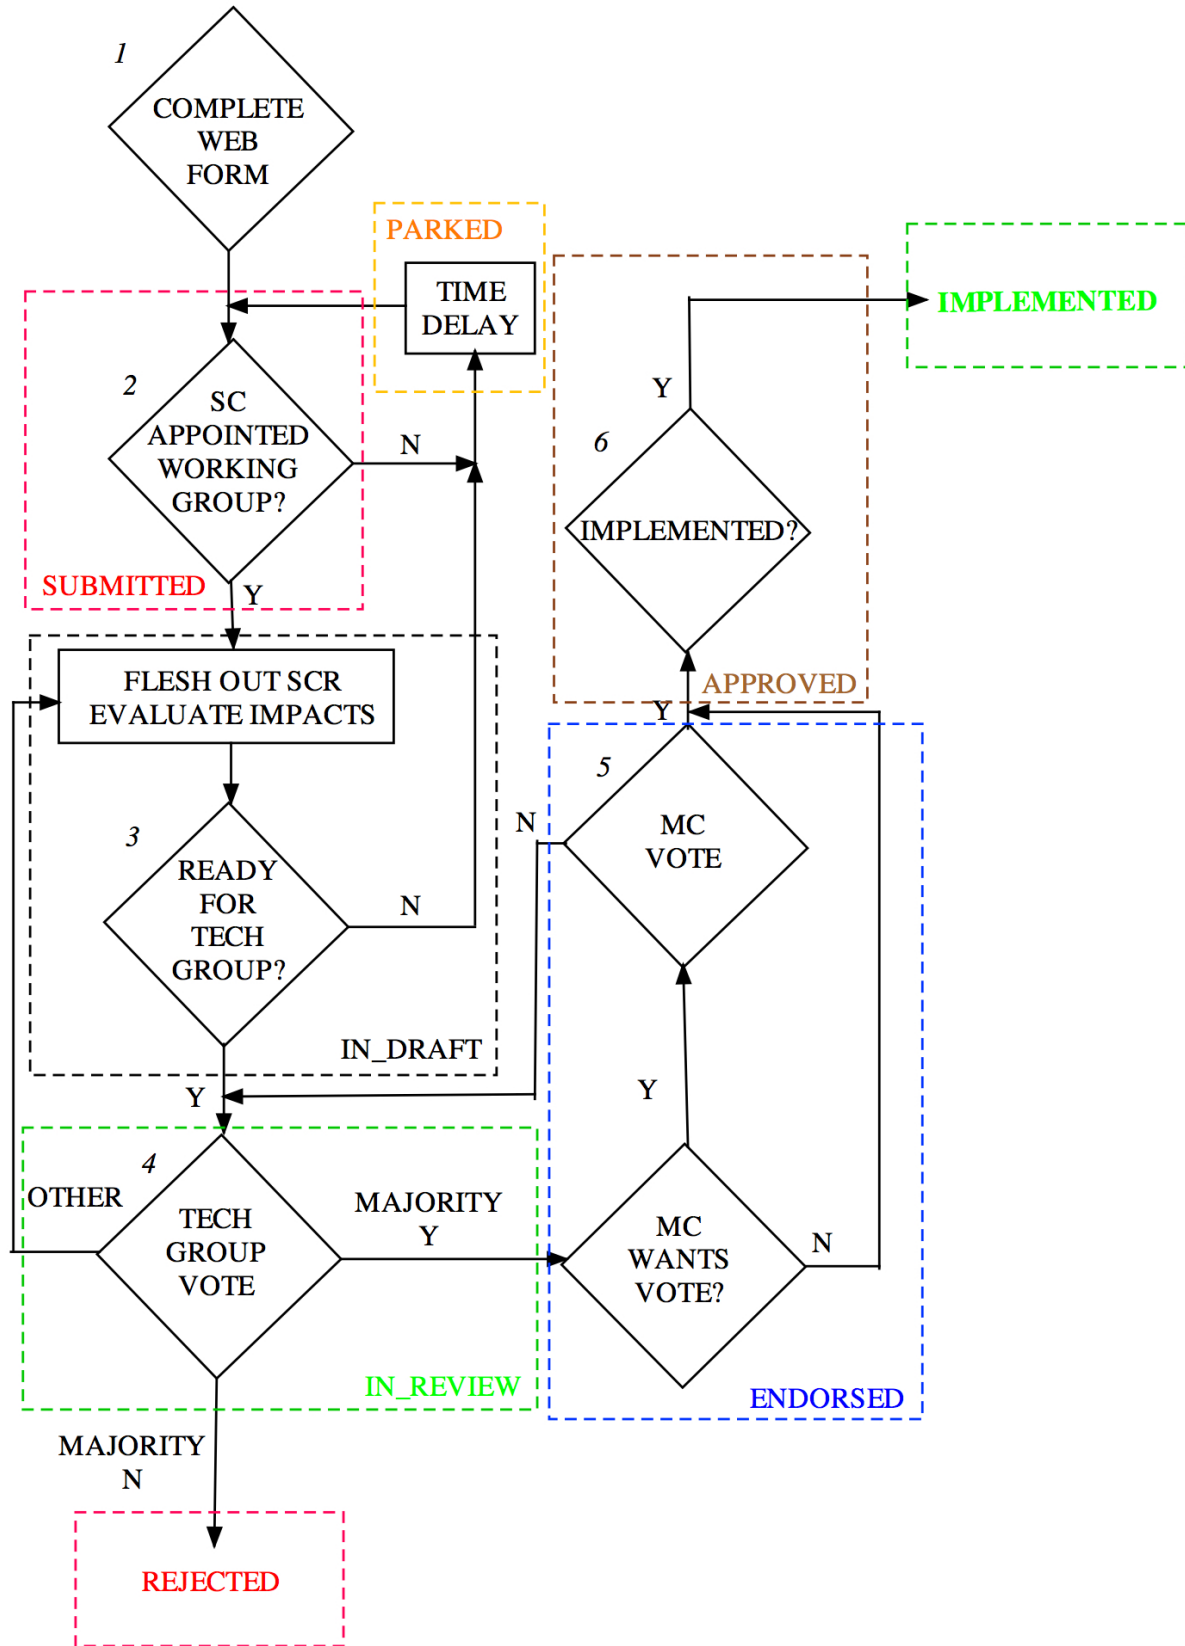 1
COMPLETE
WEB
FORM
PARKED
TIME
DELAY
2
SC
APPOINTED
WORKING
GROUP?
N
SUBMITTED
Y
FLESH OUT SCR
EVALUATE IMPACTS
3
READY
FOR
TECH
GROUP?
N
IN_DRAFT
Y
4
OTHER
TECH
GROUP
VOTE
MAJORITY
Y
IN_REVIEW
MAJORITY
N
REJECTED
MC
WANTS
VOTE?
N
Y
ENDORSED
5
MC
VOTE
N
Y
APPROVED
6
IMPLEMENTED?
Y
IMPLEMENTED